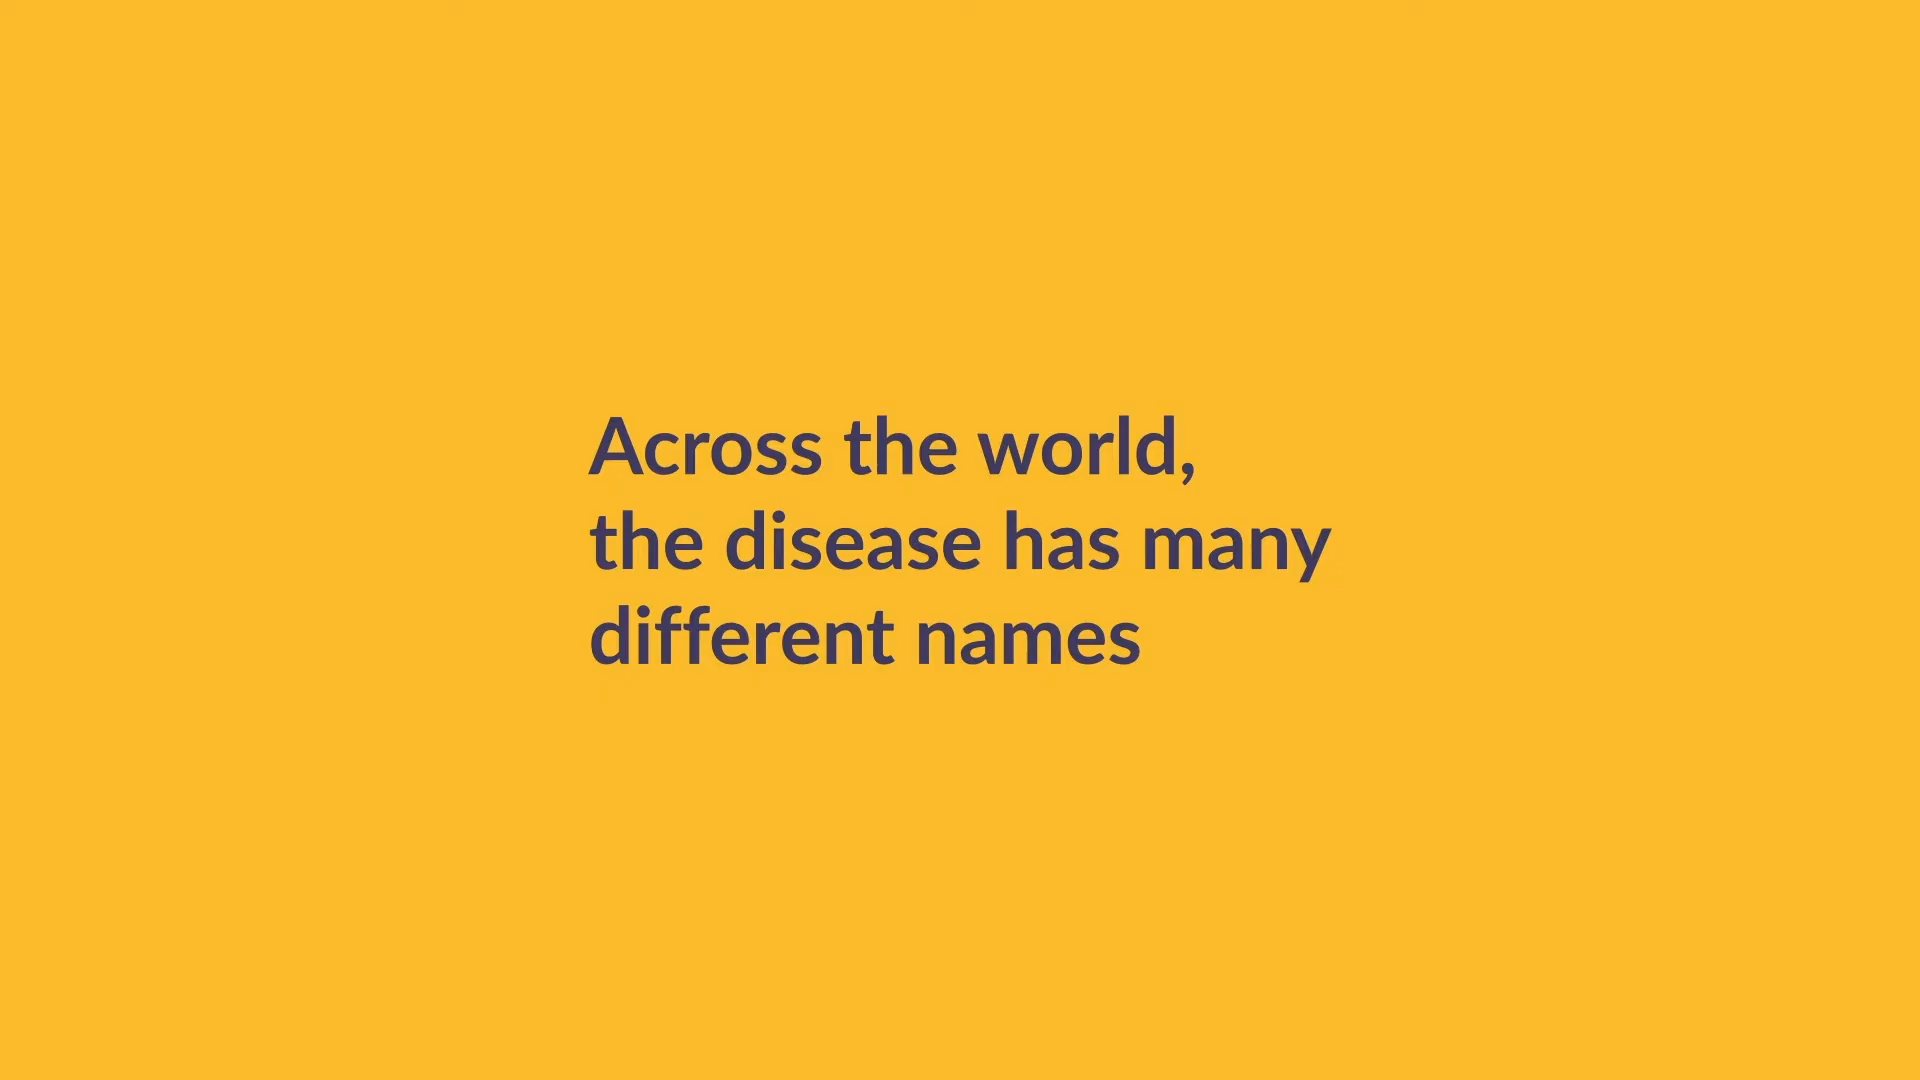 Across the world,
the disease has many
different names